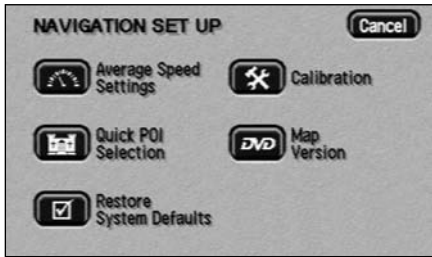 NAVIGATION SET UP
Cancel
Average Speed
Settings
Calibration
Quick POI
Selection
DVD
Map
Version
Restore
System Defaults